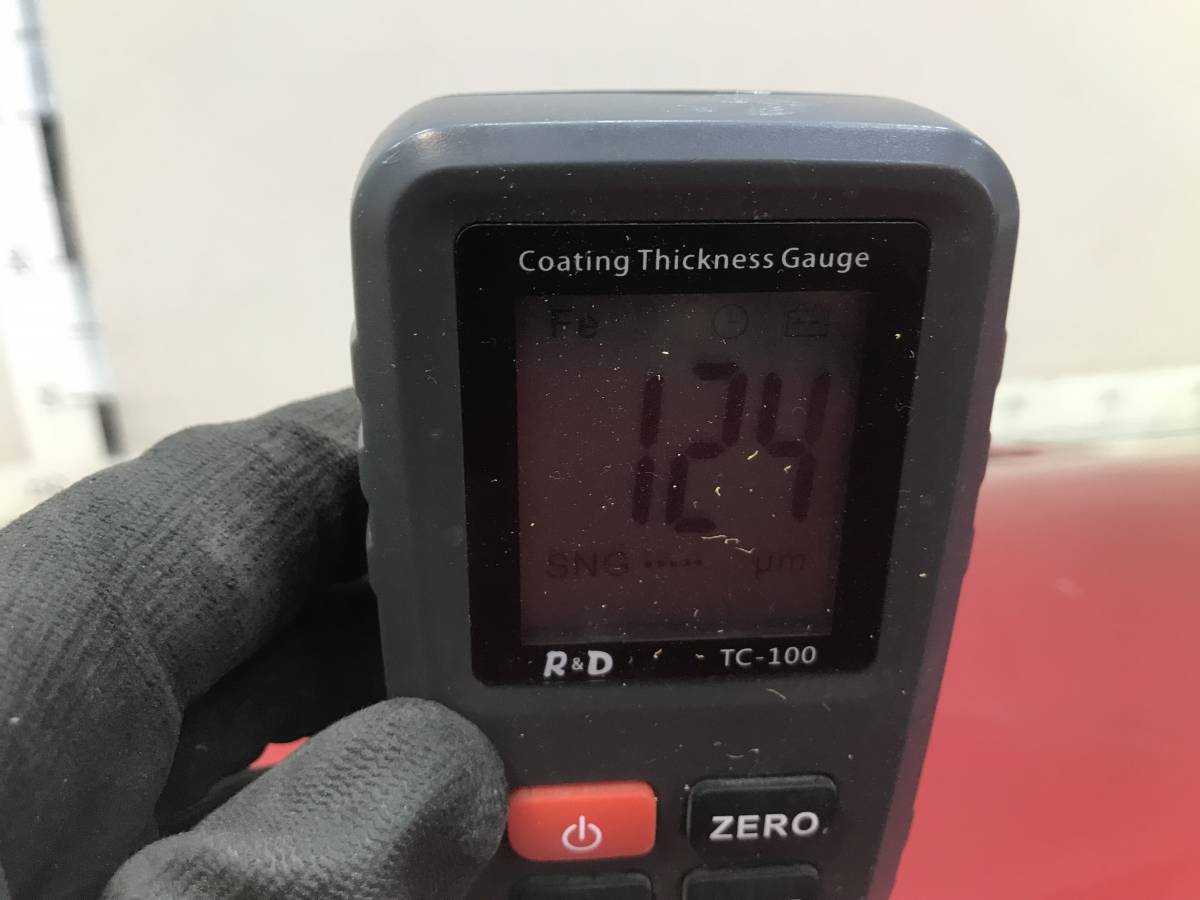 Coating Thickness Gauge
Fe
124
SNG ····· µm
R&D TC-100
ZERO